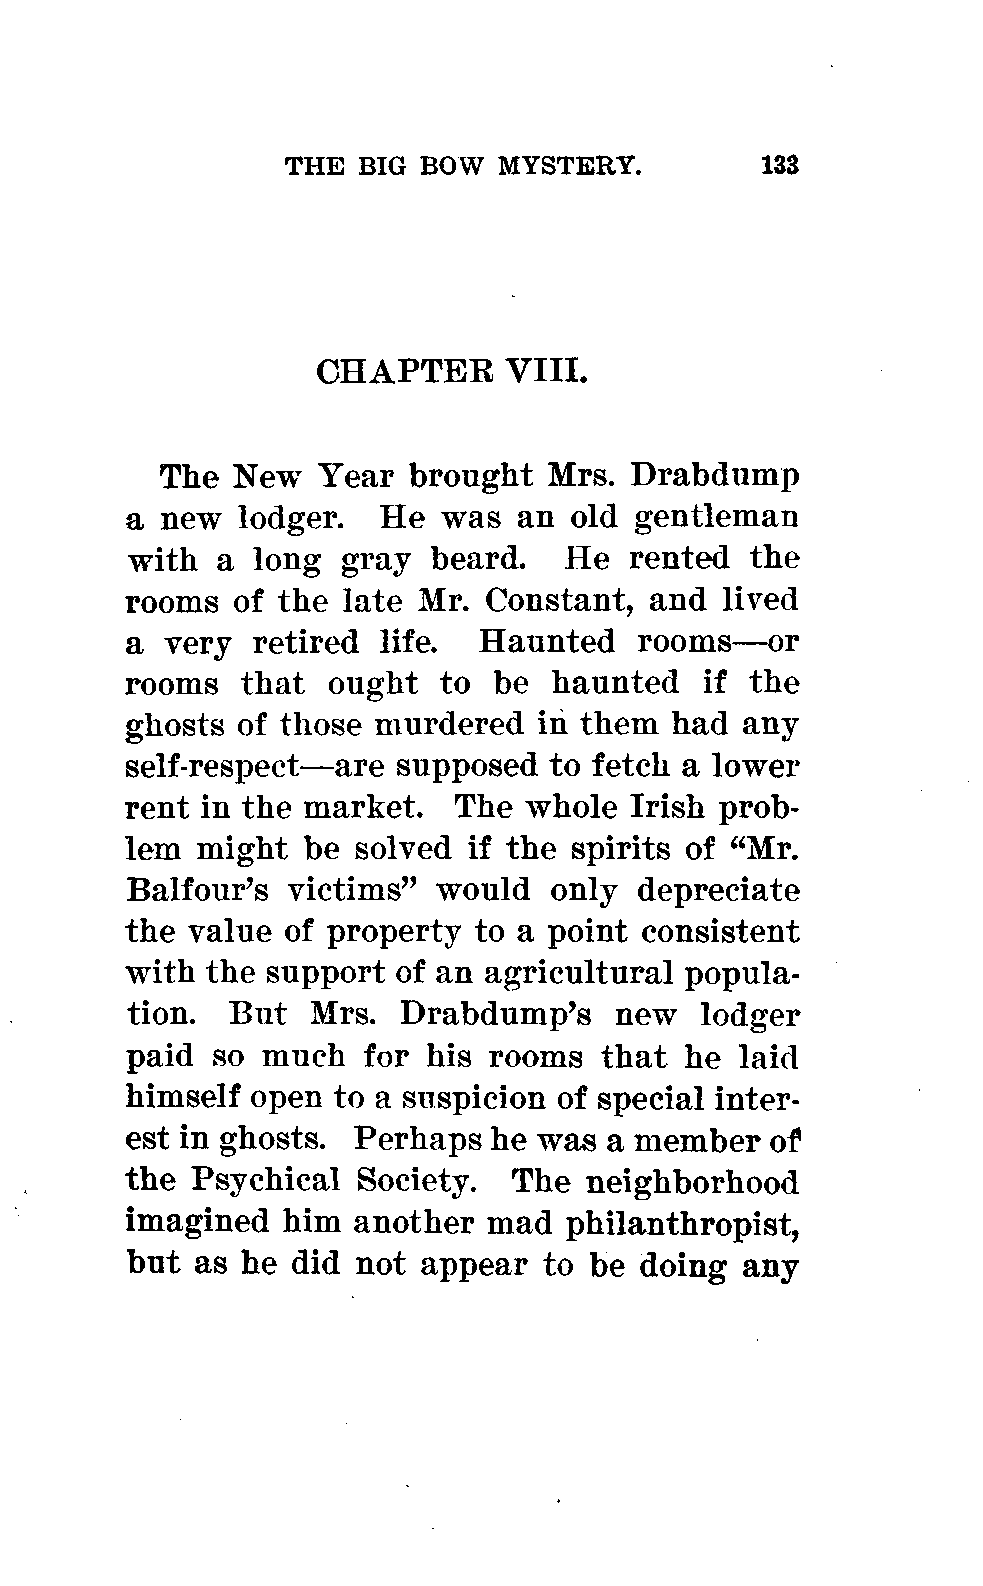 THE BIG BOW MYSTERY. 133
CHAPTER VIII.
The New Year brought Mrs. Drabdump
a new lodger. He was an old gentleman
with a long gray beard. He rented the
rooms of the late Mr. Constant, and lived
a very retired life. Haunted rooms—or
rooms that ought to be haunted if the
ghosts of those murdered in them had any
self-respect—are supposed to fetch a lower
rent in the market. The whole Irish prob-
lem might be solved if the spirits of “Mr.
Balfour’s victims” would only depreciate
the value of property to a point consistent
with the support of an agricultural popula-
tion. But Mrs. Drabdump’s new lodger
paid so much for his rooms that he laid
himself open to a suspicion of special inter-
est in ghosts. Perhaps he was a member of
the Psychical Society. The neighborhood
imagined him another mad philanthropist,
but as he did not appear to be doing any